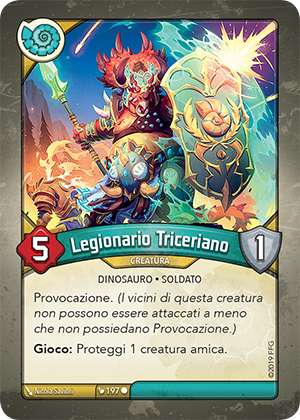 Legionario Triceriano
CREATURA
5
1
DINOSAURO • SOLDATO
Provocazione. (I vicini di questa creatura
non possono essere attaccati a meno
che non possiedano Provocazione.)
Gioco: Proteggi 1 creatura amica.
©2019 FFG
Nicola Saviori
197